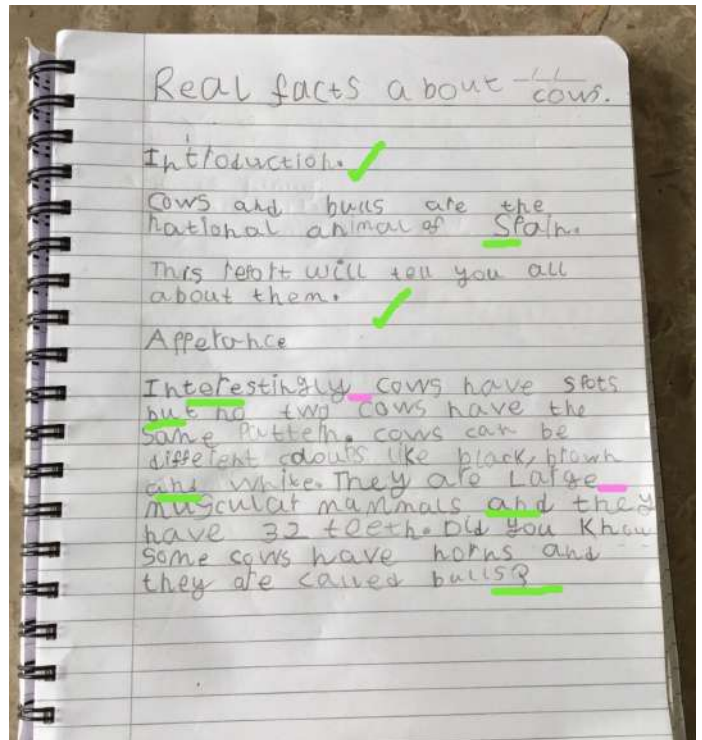 Real facts about cows.
Introduction.
Cows and bulls are the
national animal of Spain.
This report will tell you all
about them.
Apperance
Interestingly cows have spots
but no two cows have the
same pattern. cows can be
different colours like black, brown
and white. They are Large
muscular mammals and they
have 32 teeth. Did you Know
some cows have horns and
they are called bulls?